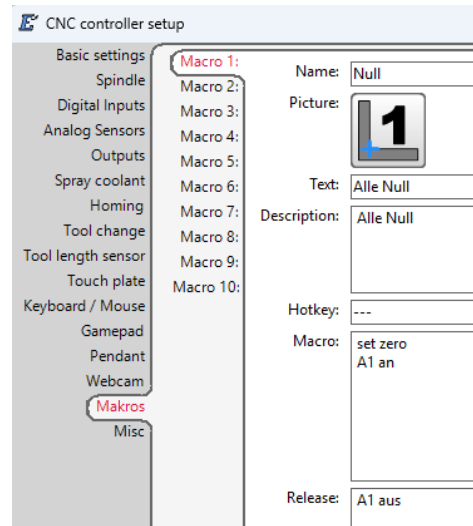 CNC controller setup
Basic settings
Spindle
Digital Inputs
Analog Sensors
Outputs
Spray coolant
Homing
Tool change
Tool length sensor
Touch plate
Keyboard / Mouse
Gamepad
Pendant
Webcam
Makros
Misc
Macro 1:
Macro 2:
Macro 3:
Macro 4:
Macro 5:
Macro 6:
Macro 7:
Macro 8:
Macro 9:
Macro 10:
Name: Null
Picture: 1
Text: Alle Null
Description: Alle Null
Hotkey: ---
Macro: set zero
A1 an
Release: A1 aus